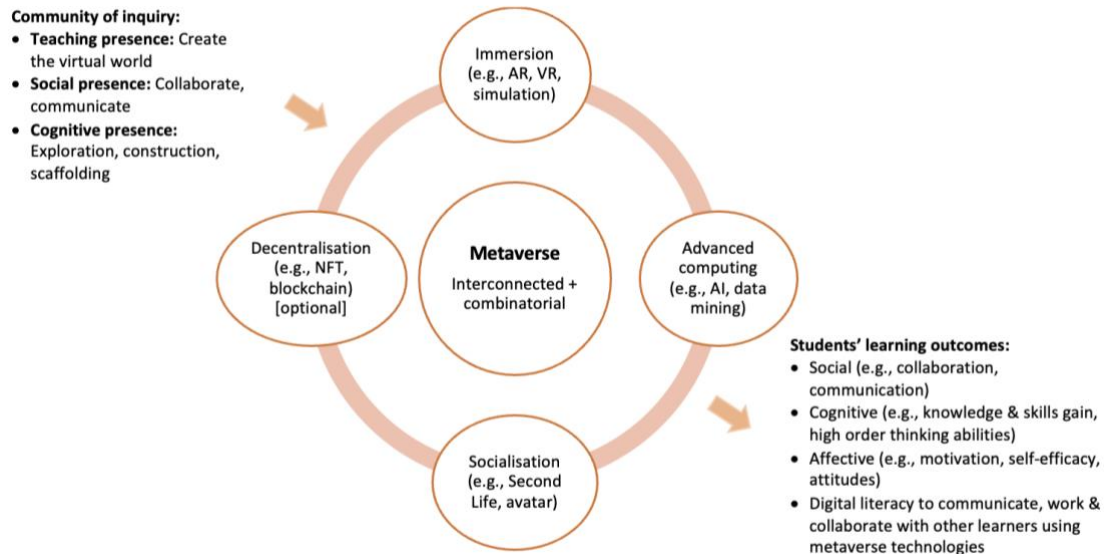 Community of inquiry:
• Teaching presence: Create
the virtual world
• Social presence: Collaborate,
communicate
• Cognitive presence:
Exploration, construction,
scaffolding
Immersion
(e.g., AR, VR,
simulation)
Decentralisation
(e.g., NFT,
blockchain)
[optional]
Metaverse
Interconnected +
combinatorial
Advanced
computing
(e.g., AI, data
mining)
Socialisation
(e.g., Second
Life, avatar)
Students’ learning outcomes:
• Social (e.g., collaboration,
communication)
• Cognitive (e.g., knowledge & skills gain,
high order thinking abilities)
• Affective (e.g., motivation, self-efficacy,
attitudes)
• Digital literacy to communicate, work &
collaborate with other learners using
metaverse technologies